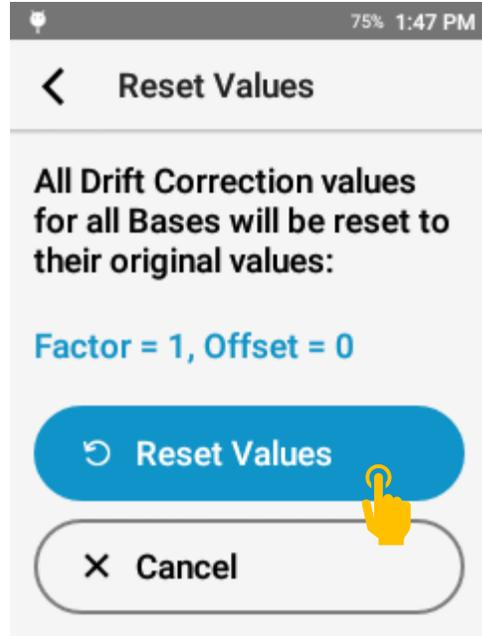 75% 1:47 PM
Reset Values
All Drift Correction values
for all Bases will be reset to
their original values:
Factor = 1, Offset = 0
Reset Values
Cancel